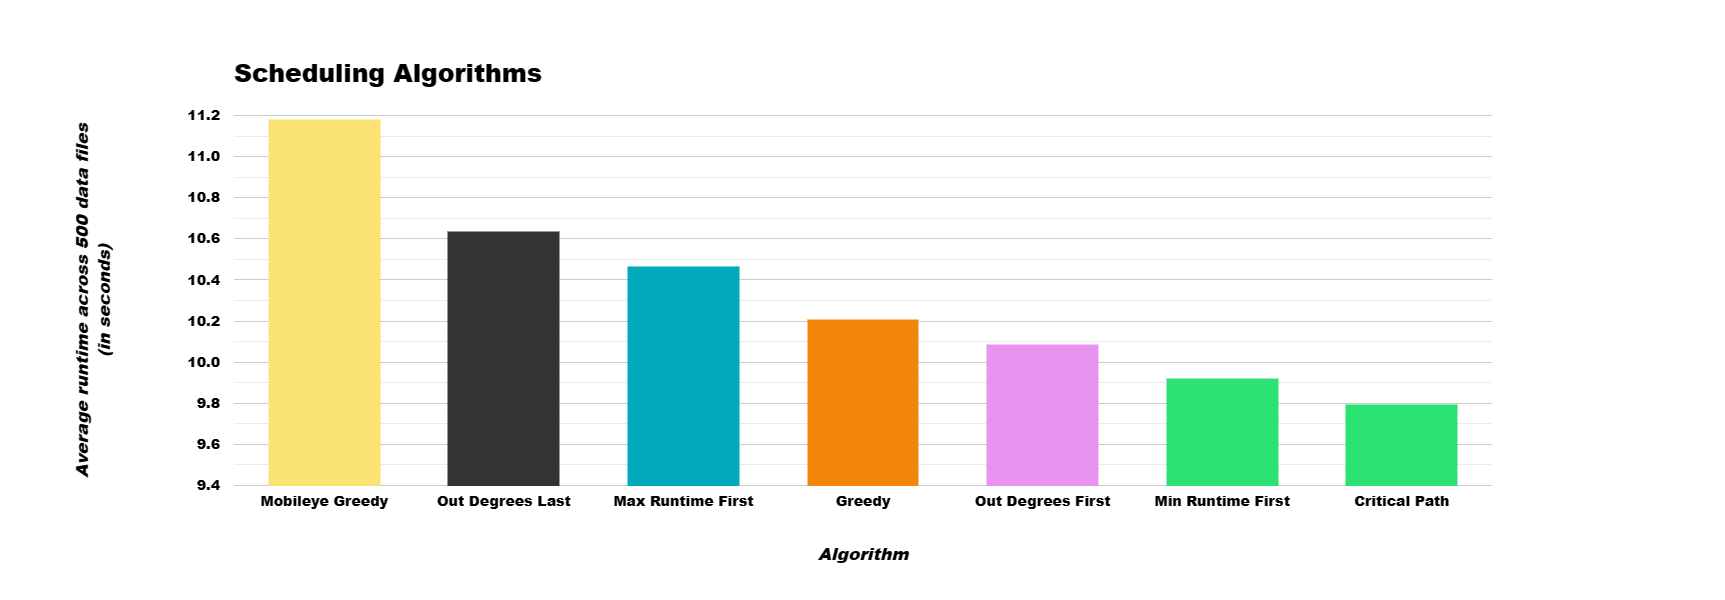 Scheduling Algorithms
Average runtime across 500 data files
(in seconds)
11.2
11.0
10.8
10.6
10.4
10.2
10.0
9.8
9.6
9.4
Mobileye Greedy
Out Degrees Last
Max Runtime First
Greedy
Out Degrees First
Min Runtime First
Critical Path
Algorithm